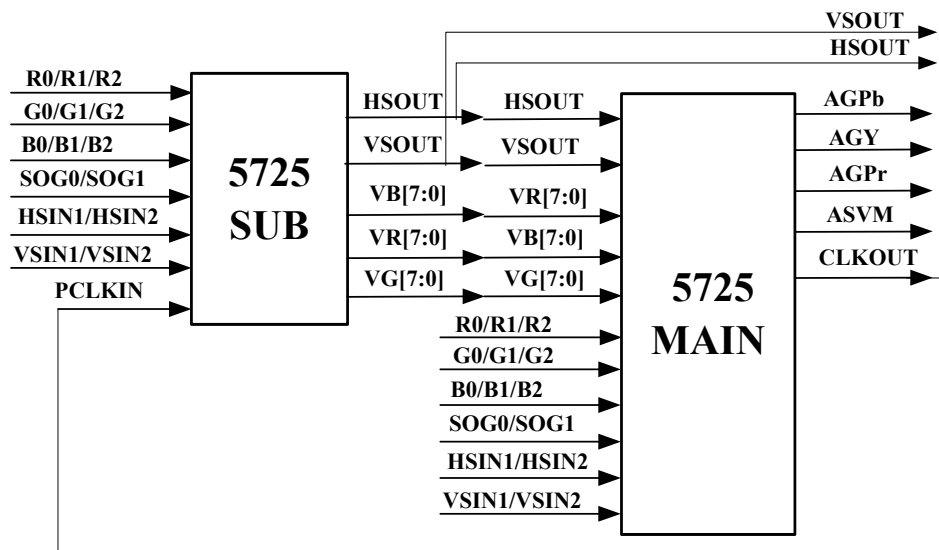 VSOUT
HSOUT
R0/R1/R2
G0/G1/G2
B0/B1/B2
SOG0/SOG1
HSIN1/HSIN2
VSIN1/VSIN2
PCLKIN
5725
SUB
HSOUT
VSOUT
VB[7:0]
VR[7:0]
VG[7:0]
HSOUT
VSOUT
VR[7:0]
VB[7:0]
VG[7:0]
R0/R1/R2
G0/G1/G2
B0/B1/B2
SOG0/SOG1
HSIN1/HSIN2
VSIN1/VSIN2
5725
MAIN
AGPb
AGY
AGPr
ASVM
CLKOUT